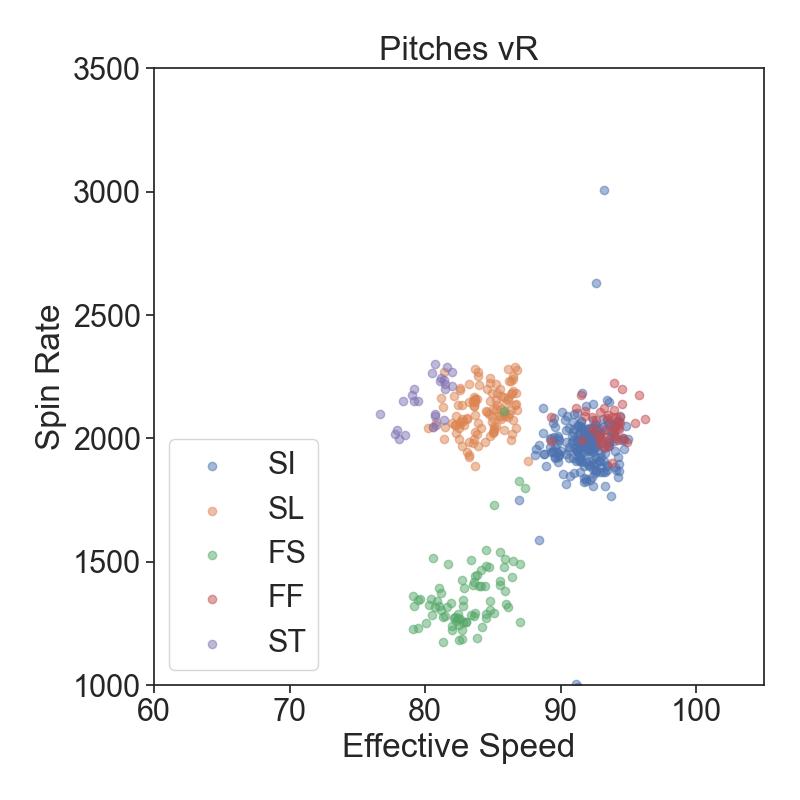 Pitches vR
3500
3000
2500
2000
1500
1000
Spin Rate
SI
SL
FS
FF
ST
60 70 80 90 100
Effective Speed